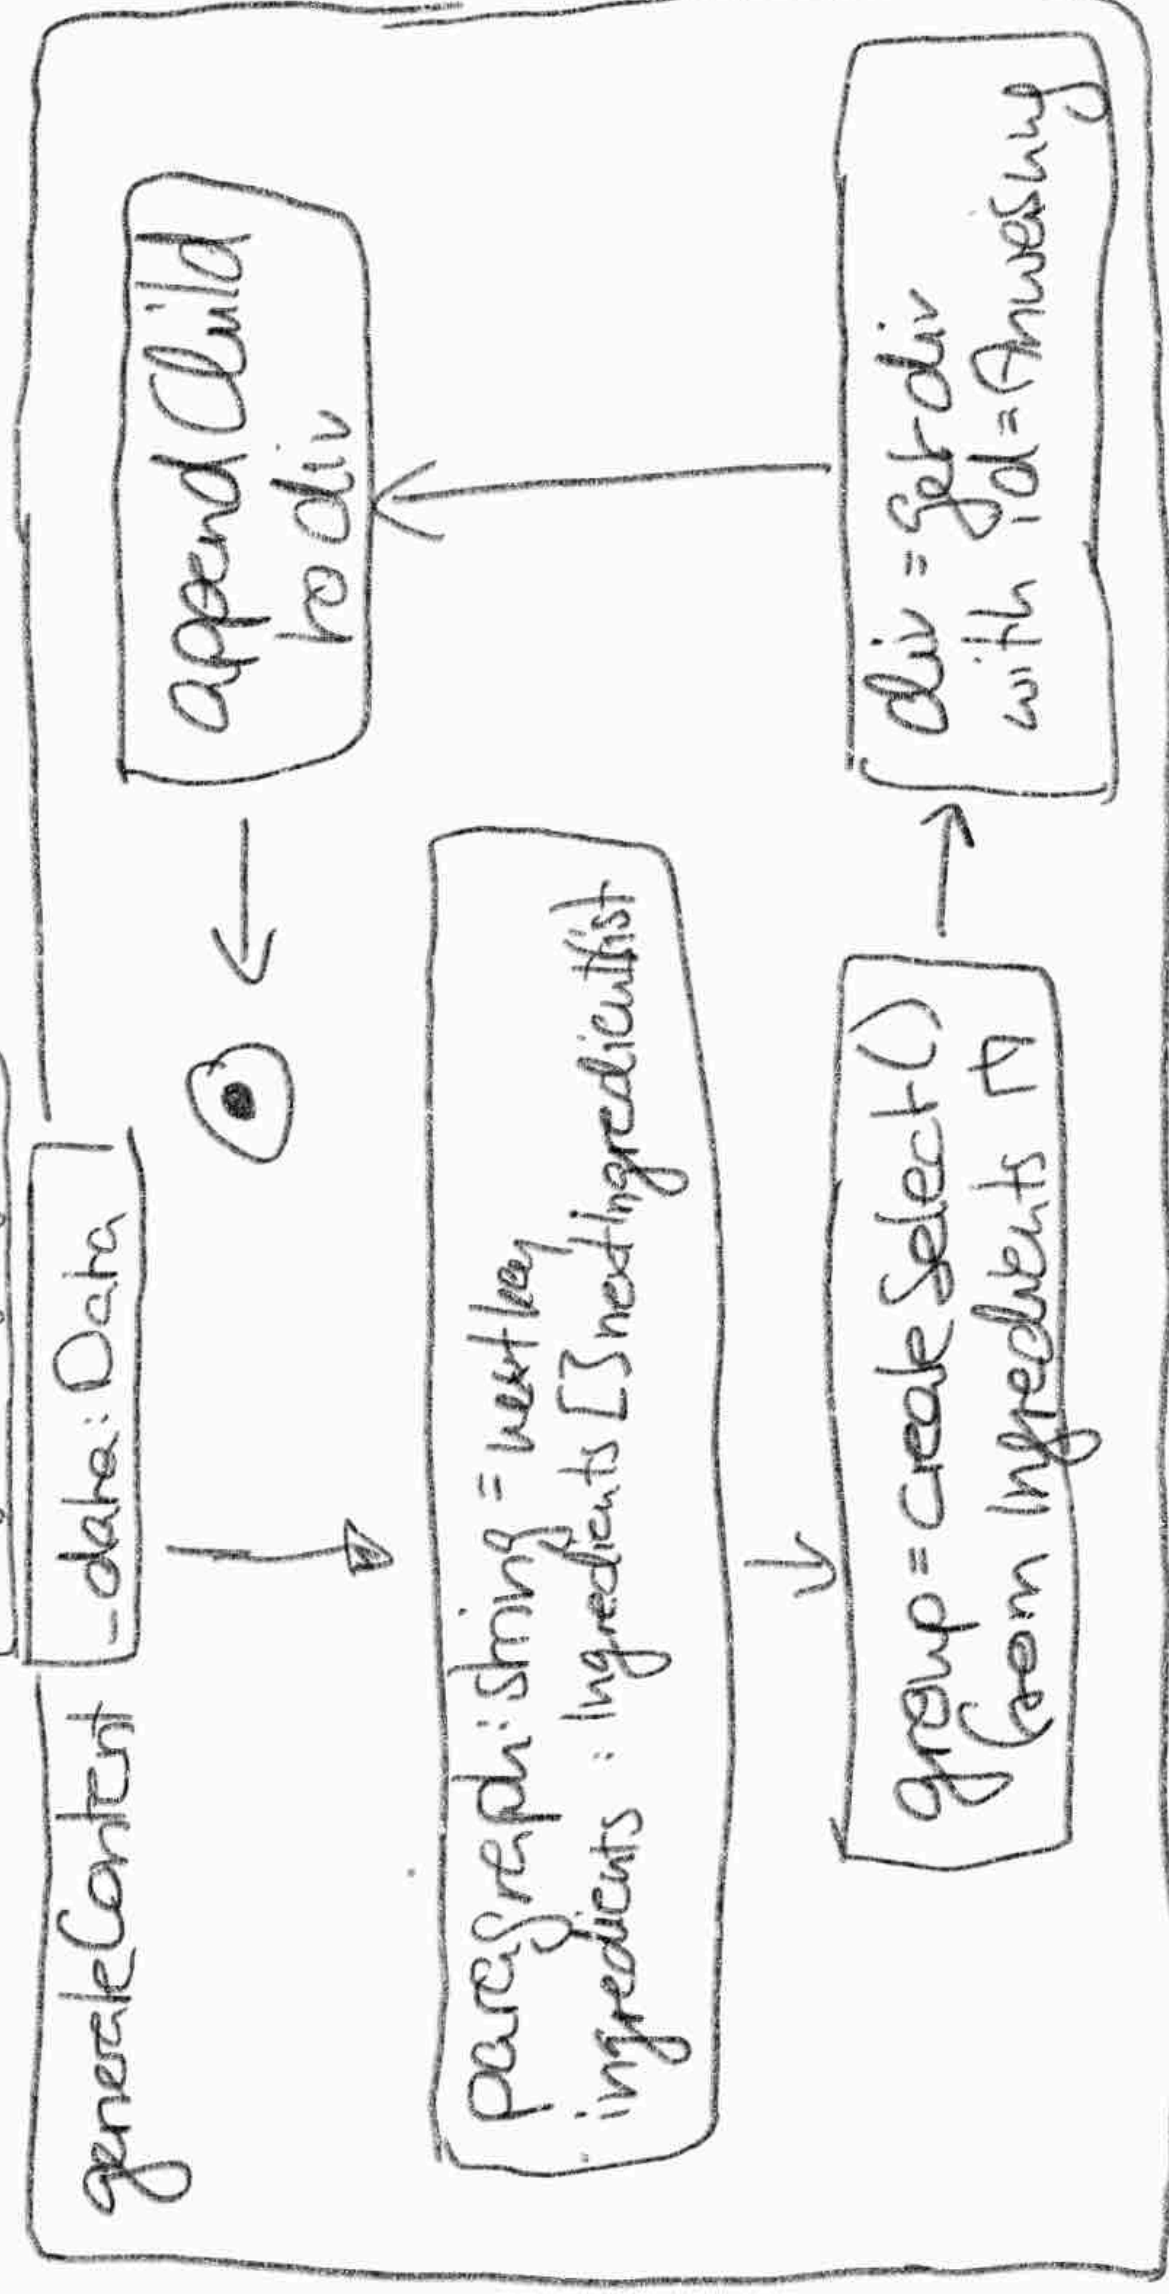 generateContent
_data: Data
paragraph: string = next key
ingredients : Ingredients [] nextIngredientlist
group = createSelect()
from Ingredients []
div = get div
with id = Anweisung
append Child
to div